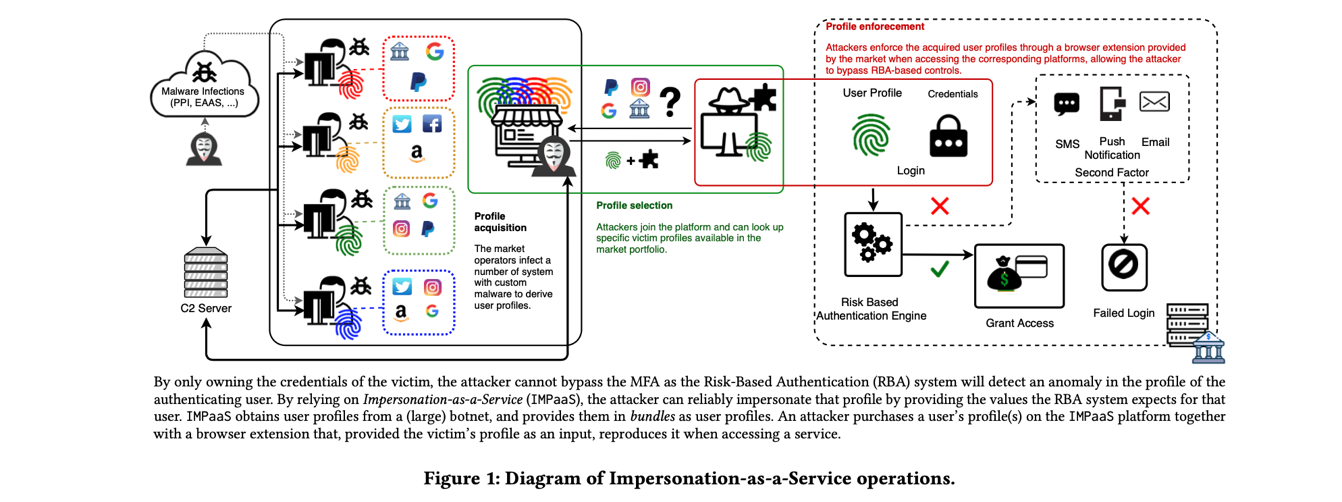 Malware Infections
(PPI, EAAS, ...)
C2 Server
Profile
acquisition
The market
operators infect a
number of system
with custom
malware to derive
user profiles.
?
+
Profile selection
Attackers join the platform and can look up
specific victim profiles available in the
market portfolio.
Profile enforecement
Attackers enforce the acquired user profiles through a browser extension provided
by the market when accessing the corresponding platforms, allowing the attacker
to bypass RBA-based controls.
User Profile
Credentials
Login
SMS
Push
Notification
Email
Second Factor
Risk Based
Authentication Engine
Grant Access
Failed Login
By only owning the credentials of the victim, the attacker cannot bypass the MFA as the Risk-Based Authentication (RBA) system will detect an anomaly in the profile of the
authenticating user. By relying on Impersonation-as-a-Service (IMPaaS), the attacker can reliably impersonate that profile by providing the values the RBA system expects for that
user. IMPaaS obtains user profiles from a (large) botnet, and provides them in bundles as user profiles. An attacker purchases a user's profile(s) on the IMPaaS platform together
with a browser extension that, provided the victim's profile as an input, reproduces it when accessing a service.
Figure 1: Diagram of Impersonation-as-a-Service operations.